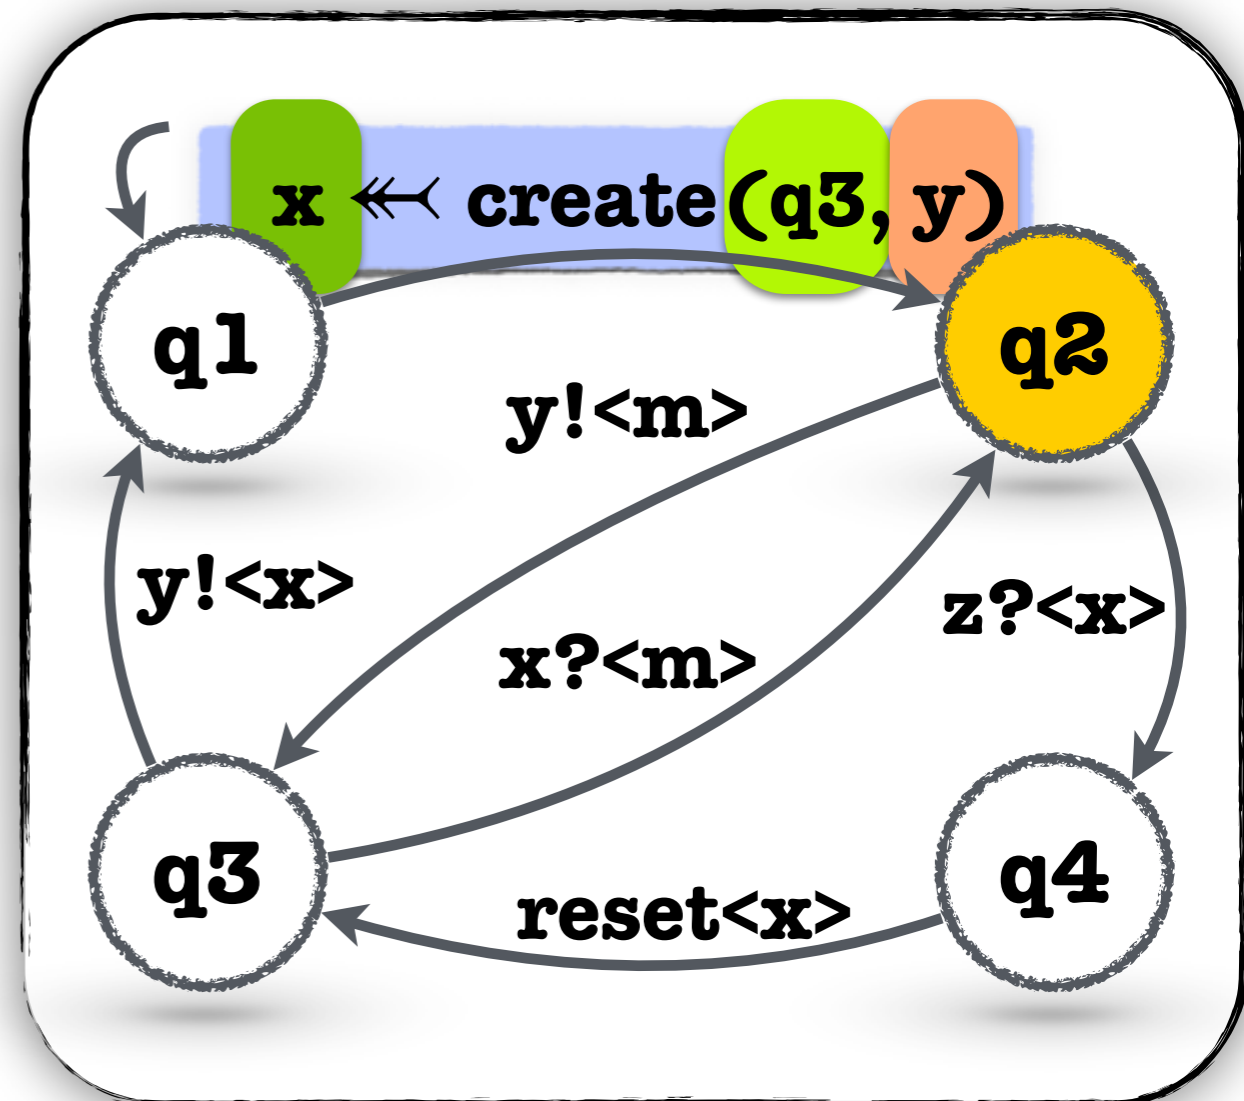 x ⤛ create(q3, y)
q1
q2
y!<m>
y!<x>
z?<x>
x?<m>
q3
q4
reset<x>